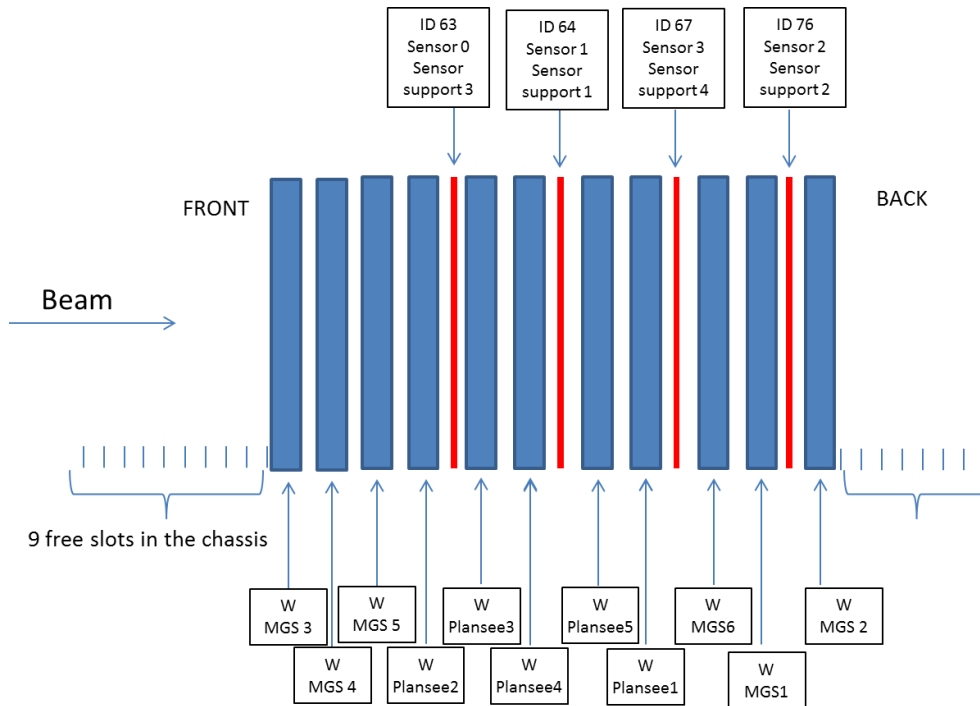 ID 63
Sensor 0
Sensor
support 3
ID 64
Sensor 1
Sensor
support 1
ID 67
Sensor 3
Sensor
support 4
ID 76
Sensor 2
Sensor
support 2
FRONT
BACK
Beam
9 free slots in the chassis
W
MGS 3
W
MGS 4
W
MGS 5
W
Plansee2
W
Plansee3
W
Plansee4
W
Plansee5
W
Plansee1
W
MGS6
W
MGS1
W
MGS 2